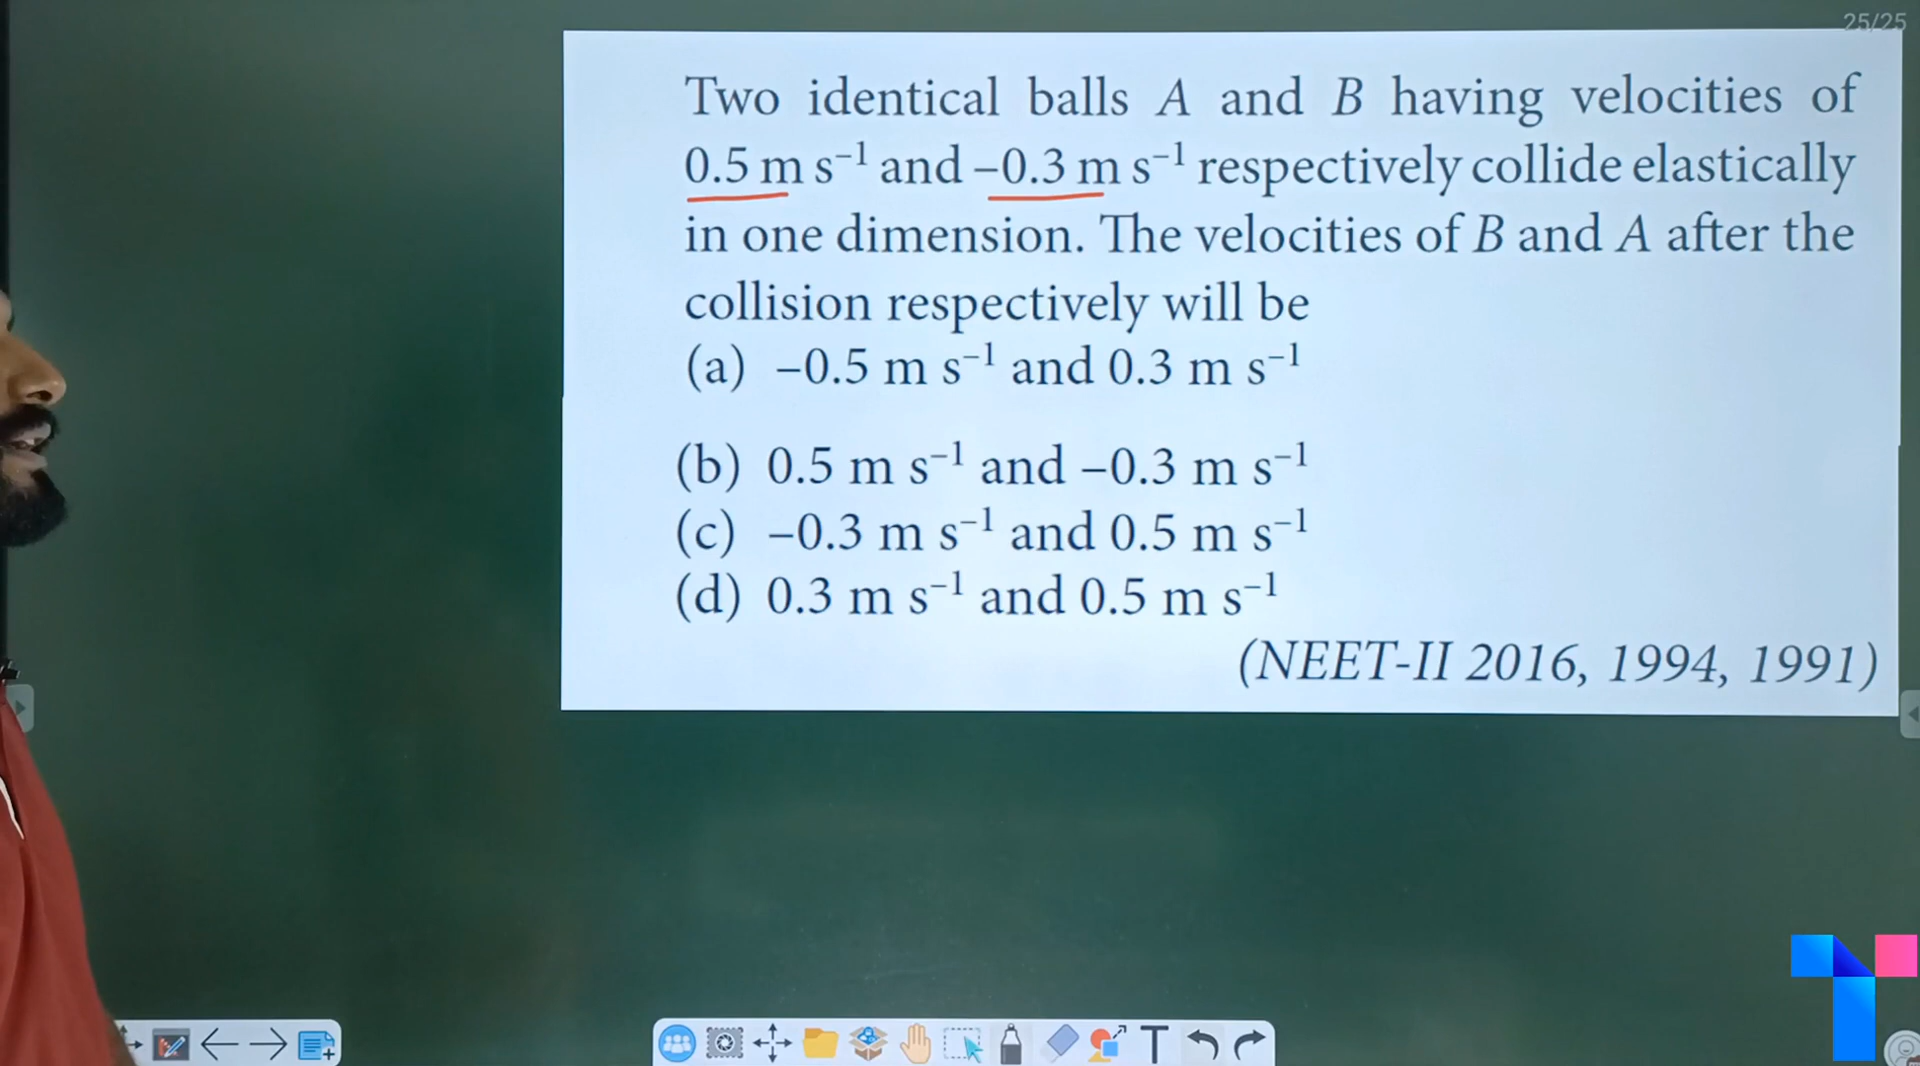 25/25
Two identical balls A and B having velocities of
0.5 m s⁻¹ and –0.3 m s⁻¹ respectively collide elastically
in one dimension. The velocities of B and A after the
collision respectively will be
(a) –0.5 m s⁻¹ and 0.3 m s⁻¹
(b) 0.5 m s⁻¹ and –0.3 m s⁻¹
(c) –0.3 m s⁻¹ and 0.5 m s⁻¹
(d) 0.3 m s⁻¹ and 0.5 m s⁻¹
(NEET-II 2016, 1994, 1991)